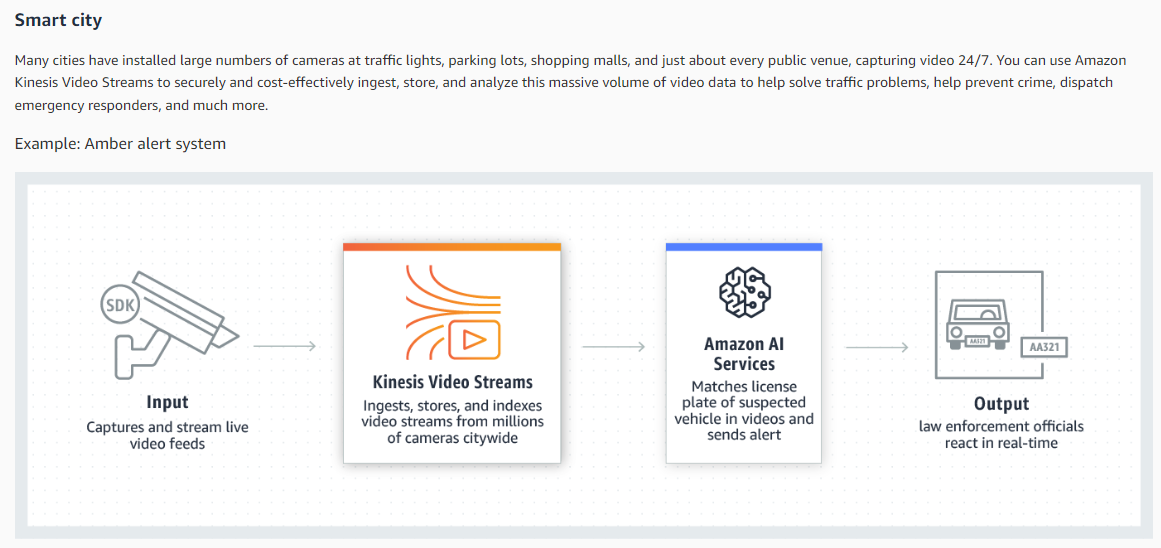 Smart city
Many cities have installed large numbers of cameras at traffic lights, parking lots, shopping malls, and just about every public venue, capturing video 24/7. You can use Amazon
Kinesis Video Streams to securely and cost-effectively ingest, store, and analyze this massive volume of video data to help solve traffic problems, help prevent crime, dispatch
emergency responders, and much more.
Example: Amber alert system
SDK
Input
Captures and stream live
video feeds
Kinesis Video Streams
Ingests, stores, and indexes
video streams from millions
of cameras citywide
Amazon AI
Services
Matches license
plate of suspected
vehicle in videos and
sends alert
AA321
AA321
Output
law enforcement officials
react in real-time